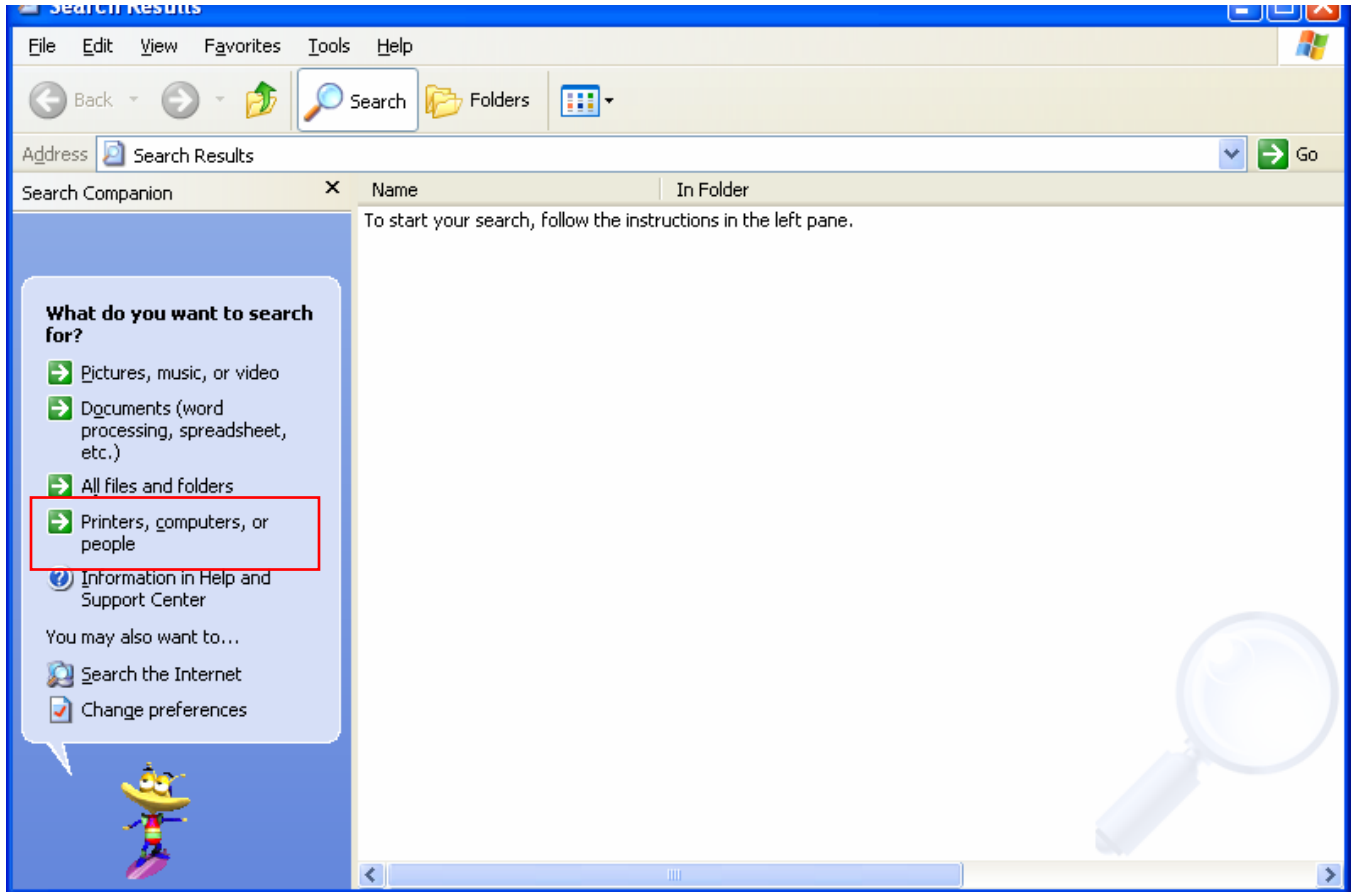 Search Results
File Edit View Favorites Tools Help
Back Search Folders
Address Search Results Go
Search Companion
Name In Folder
To start your search, follow the instructions in the left pane.
What do you want to search
for?
Pictures, music, or video
Documents (word
processing, spreadsheet,
etc.)
All files and folders
Printers, computers, or
people
Information in Help and
Support Center
You may also want to...
Search the Internet
Change preferences